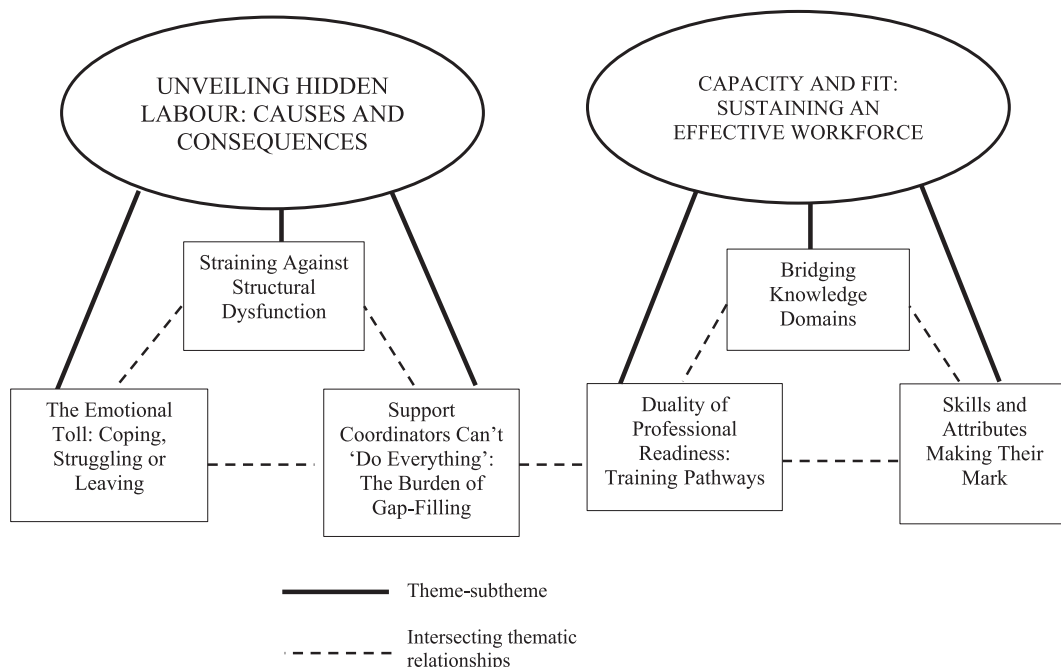 UNVEILING HIDDEN
LABOUR: CAUSES AND
CONSEQUENCES
CAPACITY AND FIT:
SUSTAINING AN
EFFECTIVE WORKFORCE
Straining Against
Structural
Dysfunction
Bridging
Knowledge
Domains
The Emotional
Toll: Coping,
Struggling or
Leaving
Support
Coordinators Can’t
‘Do Everything’:
The Burden of
Gap-Filling
Duality of
Professional
Readiness:
Training Pathways
Skills and
Attributes
Making Their
Mark
Theme-subtheme
Intersecting thematic
relationships